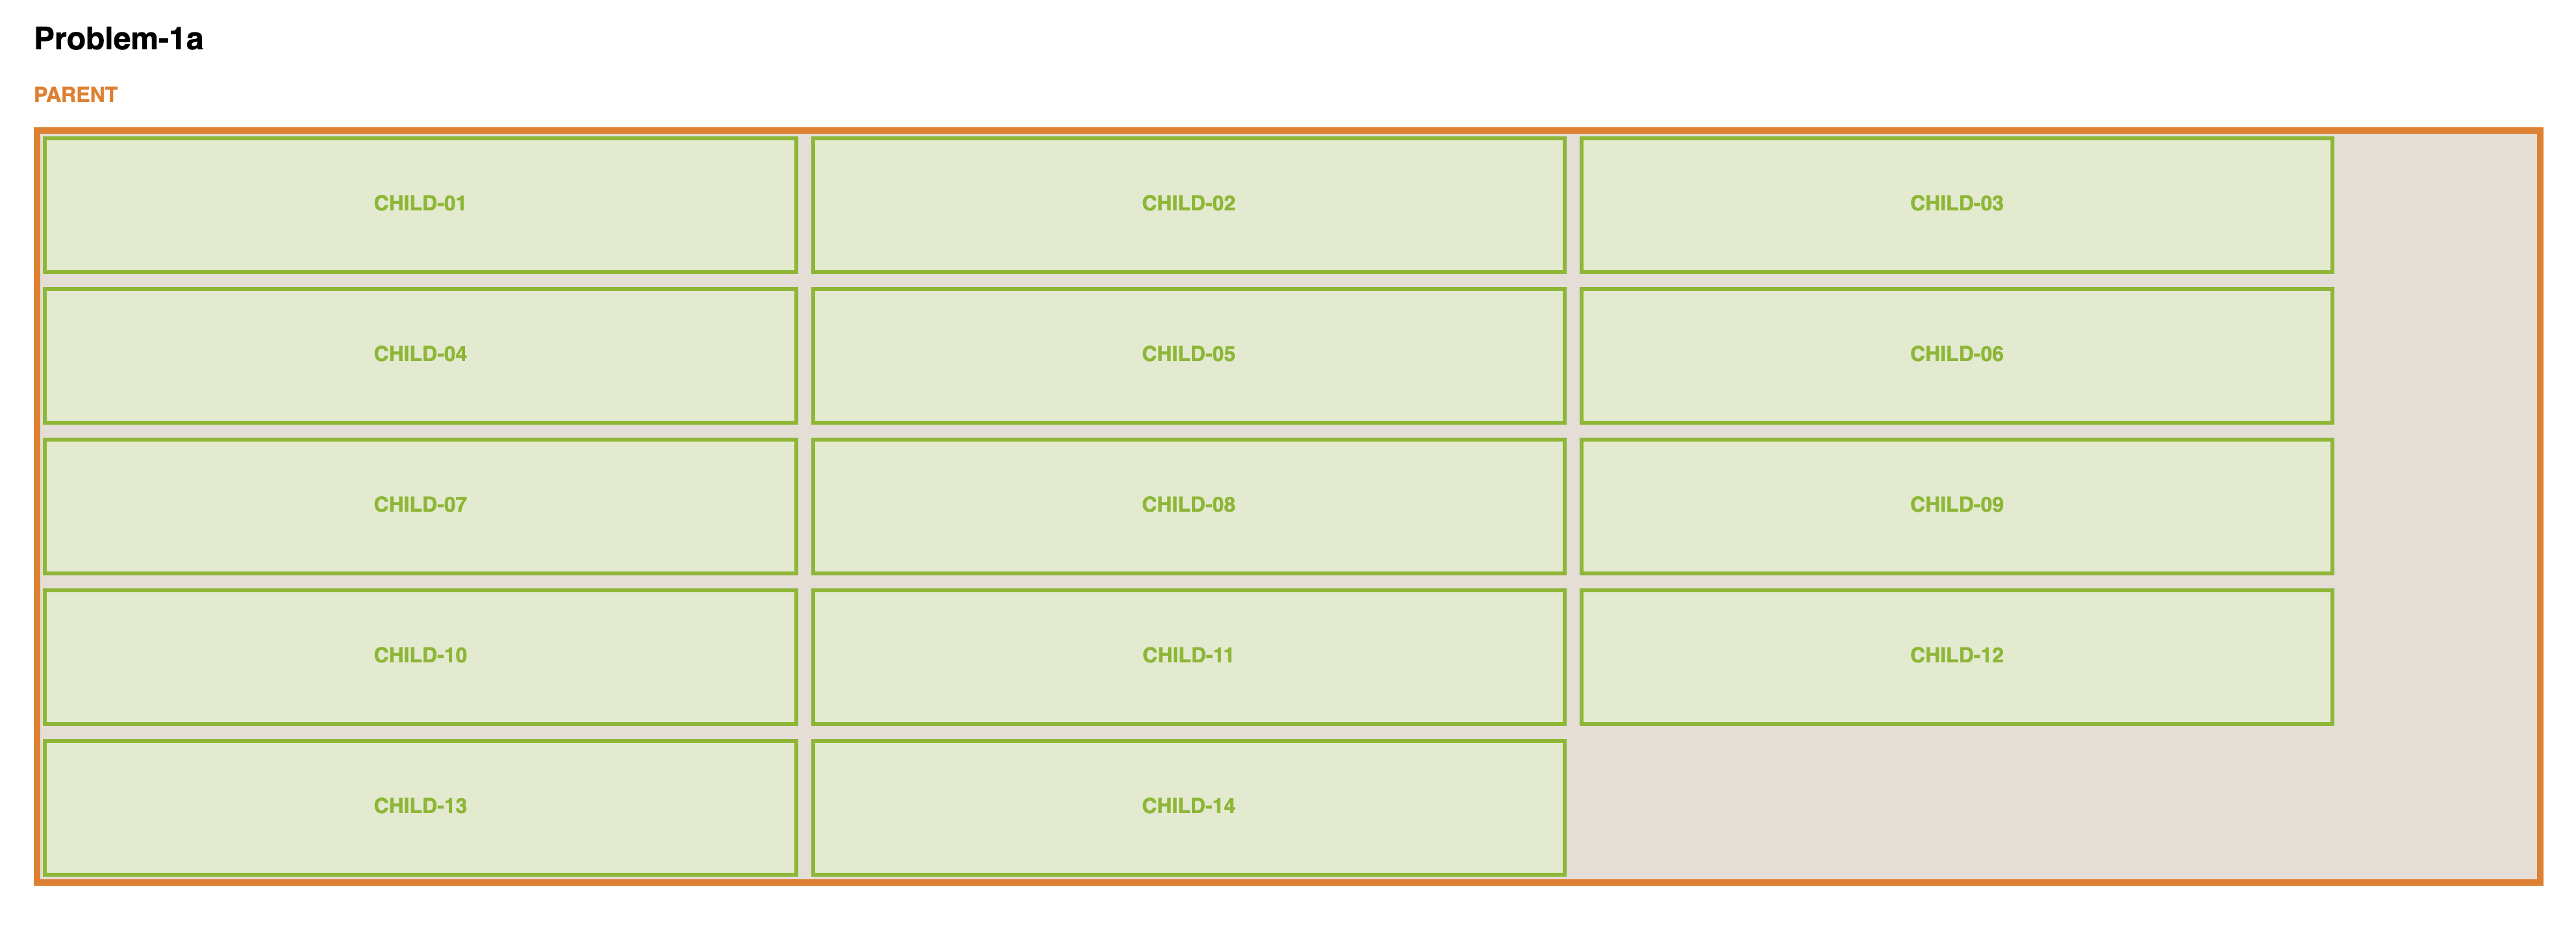 Problem-1a
PARENT
CHILD-01 CHILD-02 CHILD-03
CHILD-04 CHILD-05 CHILD-06
CHILD-07 CHILD-08 CHILD-09
CHILD-10 CHILD-11 CHILD-12
CHILD-13 CHILD-14